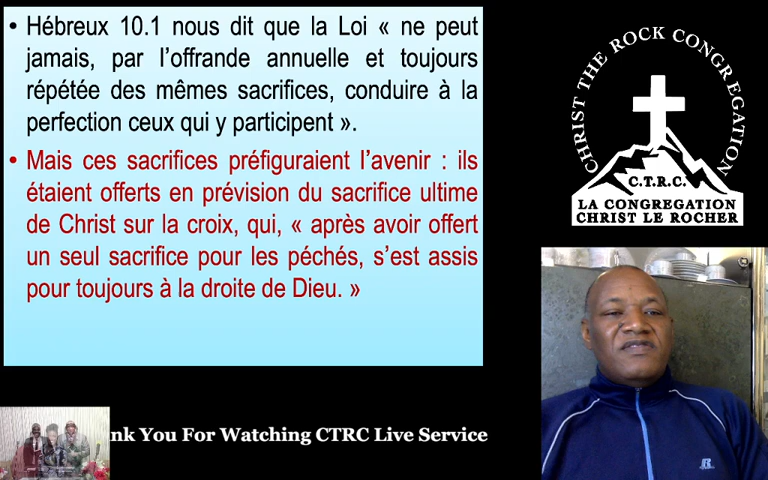 • Hébreux 10.1 nous dit que la Loi « ne peut
jamais, par l’offrande annuelle et toujours
répétée des mêmes sacrifices, conduire à la
perfection ceux qui y participent ».
• Mais ces sacrifices préfiguraient l’avenir : ils
étaient offerts en prévision du sacrifice ultime
de Christ sur la croix, qui, « après avoir offert
un seul sacrifice pour les péchés, s’est assis
pour toujours à la droite de Dieu. »
CHRIST THE ROCK CONGREGATION
C.T.R.C.
LA CONGREGATION
CHRIST LE ROCHER
R
You For Watching CTRC Live Service